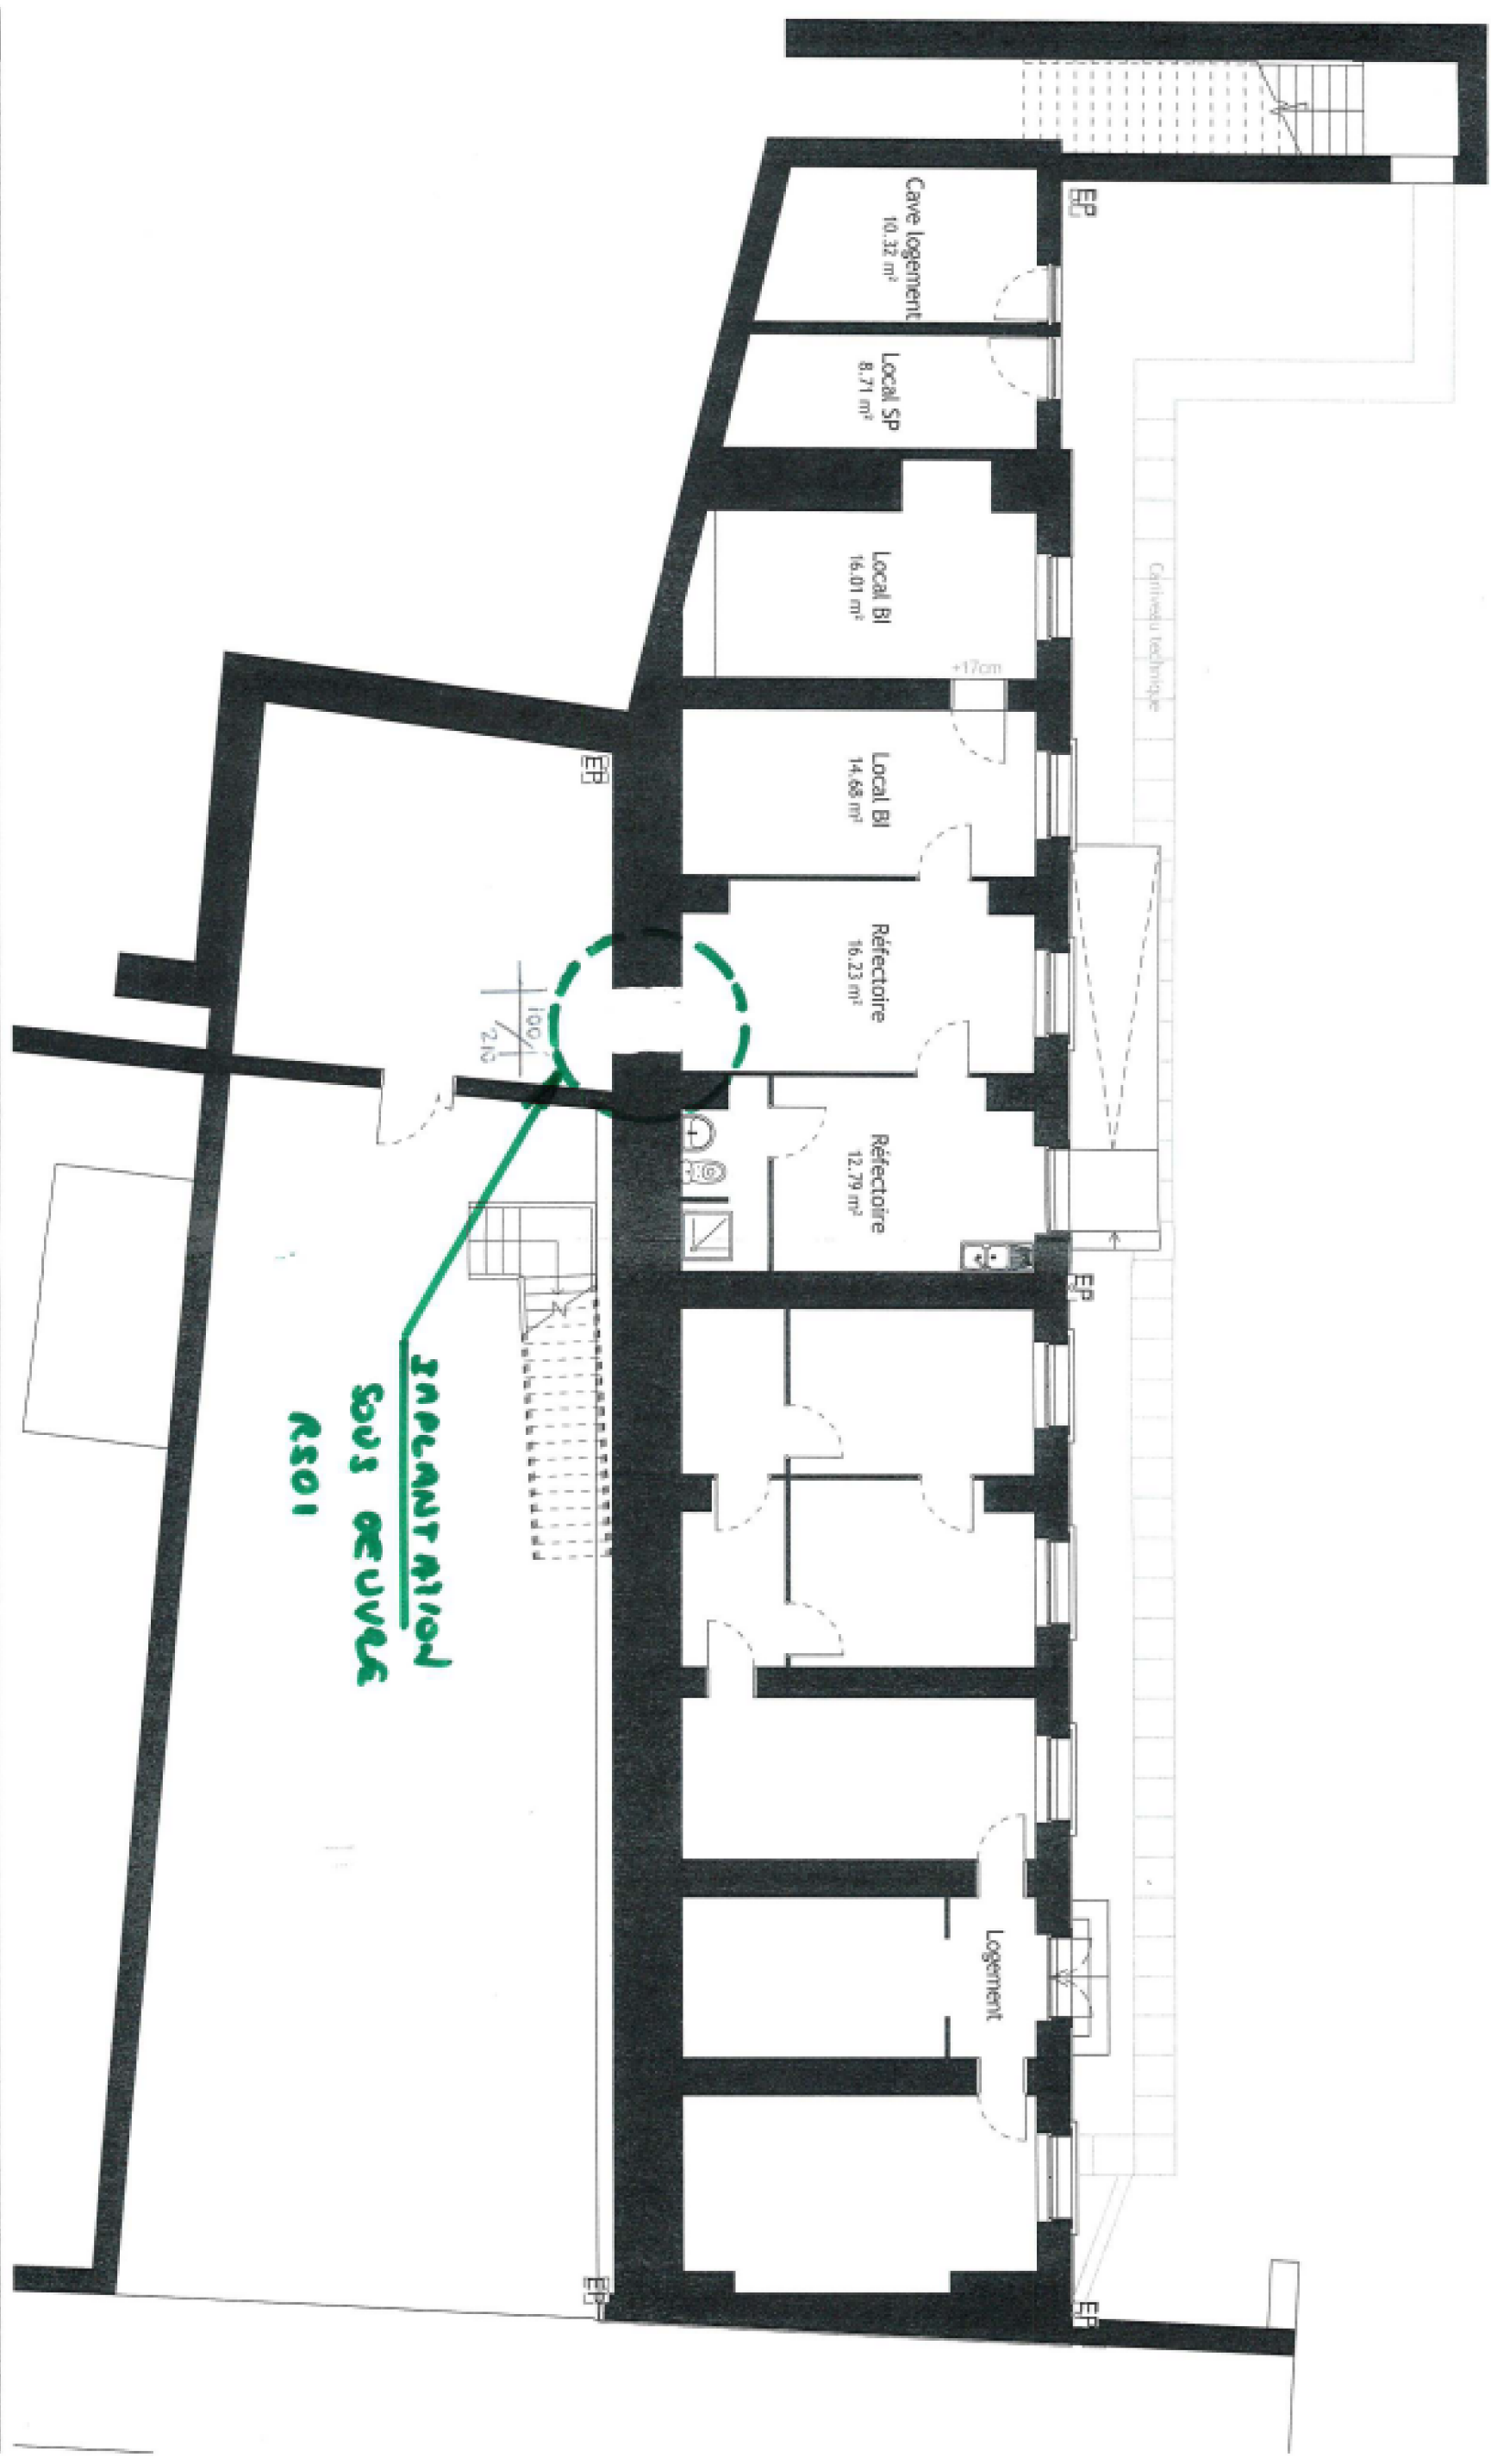 EP
Cave logement
10.32 m²
Local SP
8.71 m²
Local BI
16.01 m²
+17cm
Caniveau technique
Local BI
14.68 m²
EP
Réfectoire
16.23 m²
100/210
Réfectoire
12.79 m²
EP
IMPLANTATION
SOUS OEUVRE
RSO1
Logement
EP
EP